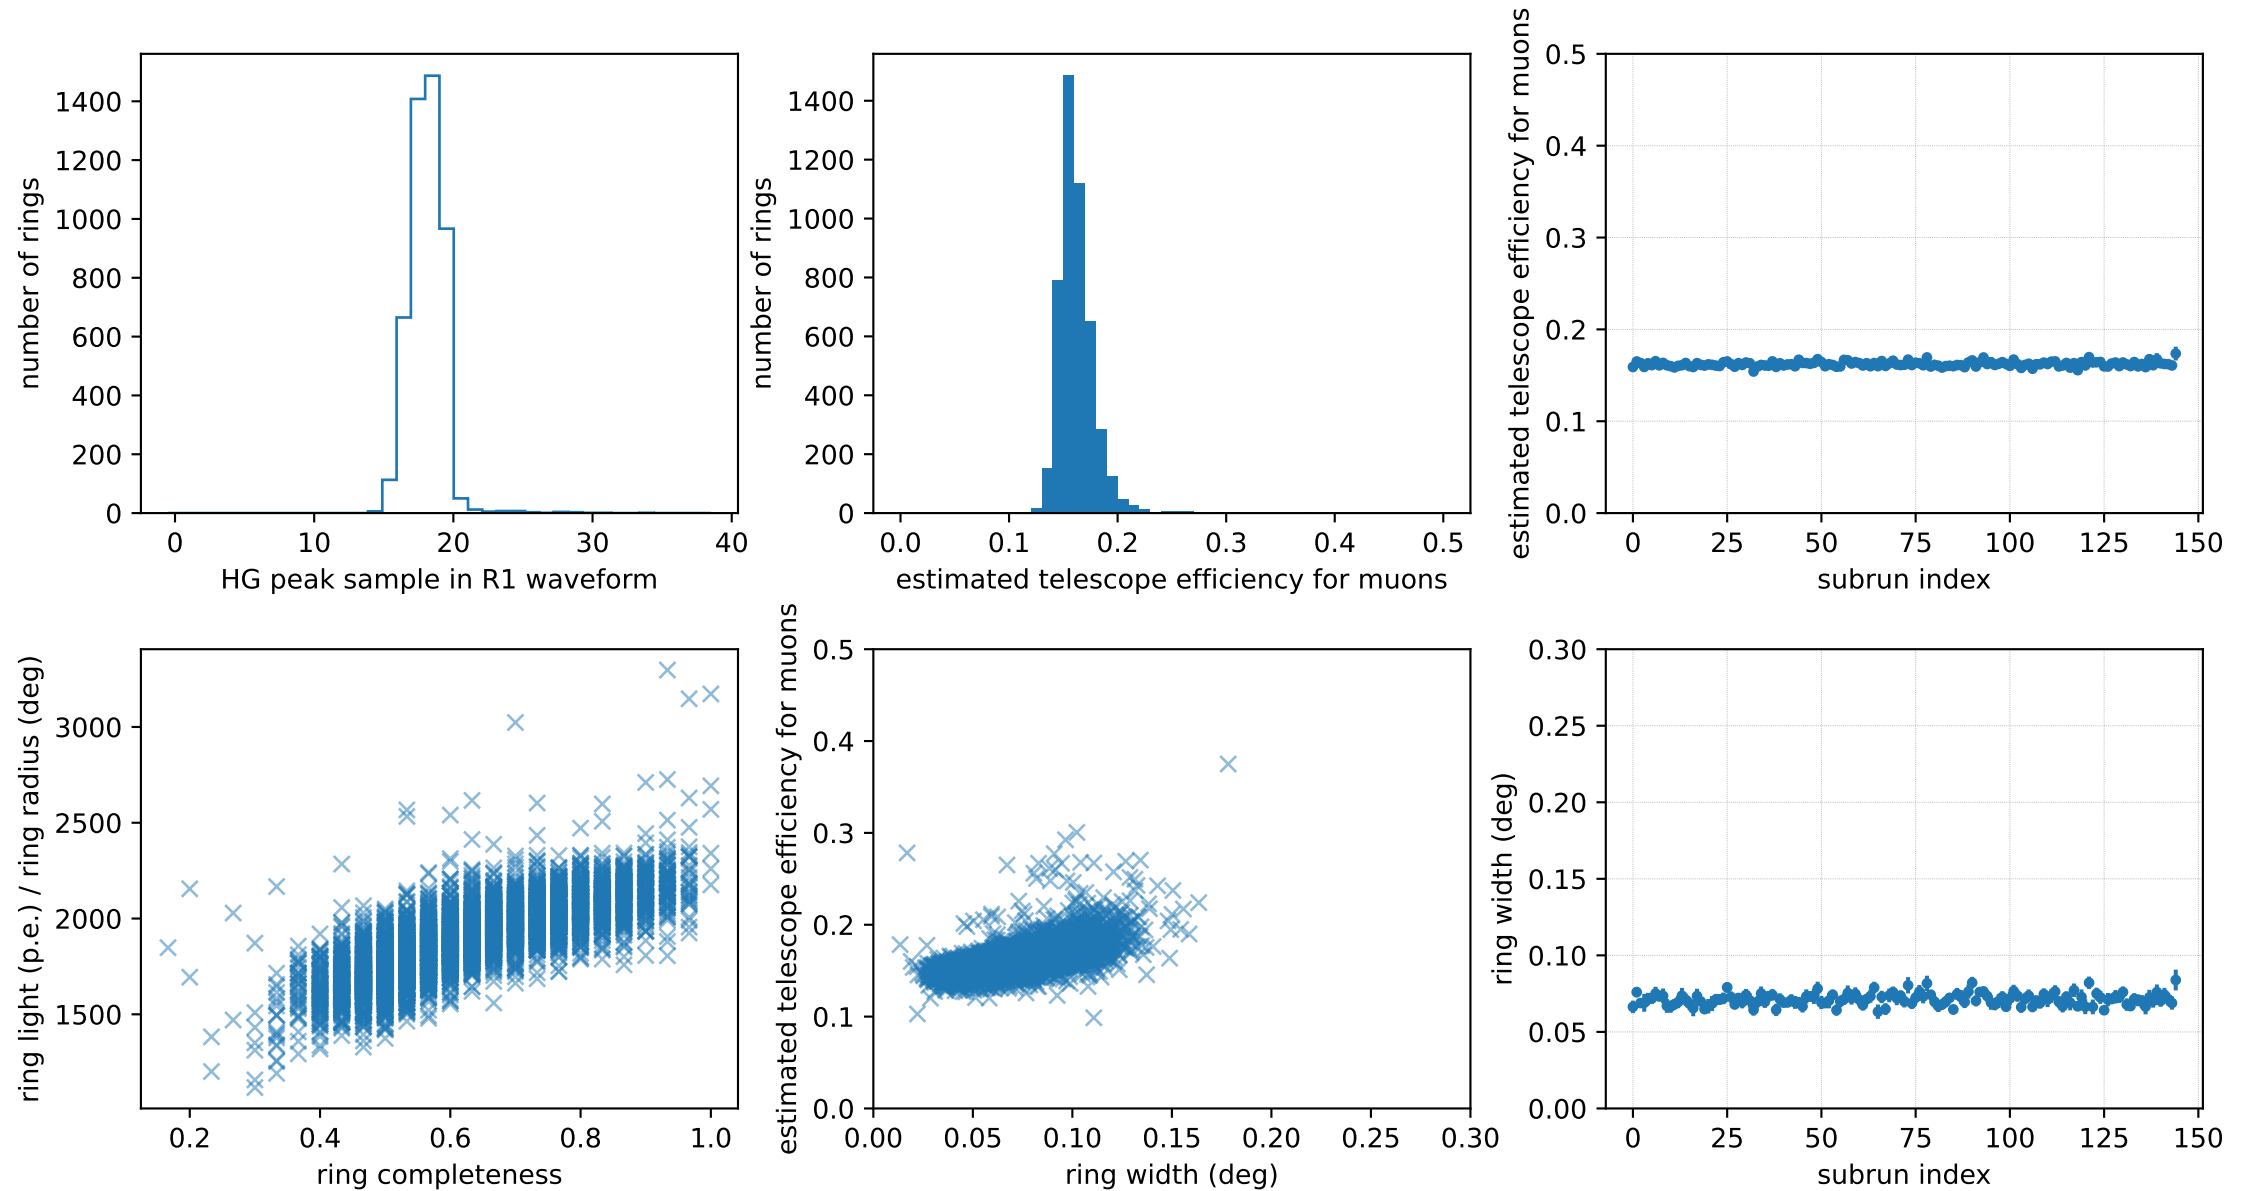 number of rings
1400
1200
1000
800
600
400
200
0
0 10 20 30 40
HG peak sample in R1 waveform
number of rings
1400
1200
1000
800
600
400
200
0
0.0 0.1 0.2 0.3 0.4 0.5
estimated telescope efficiency for muons
estimated telescope efficiency for muons
0.5
0.4
0.3
0.2
0.1
0.0
0 25 50 75 100 125 150
subrun index
ring light (p.e.) / ring radius (deg)
3000
2500
2000
1500
0.2 0.4 0.6 0.8 1.0
ring completeness
estimated telescope efficiency for muons
0.5
0.4
0.3
0.2
0.1
0.0
0.00 0.05 0.10 0.15 0.20 0.25 0.30
ring width (deg)
ring width (deg)
0.30
0.25
0.20
0.15
0.10
0.05
0.00
0 25 50 75 100 125 150
subrun index